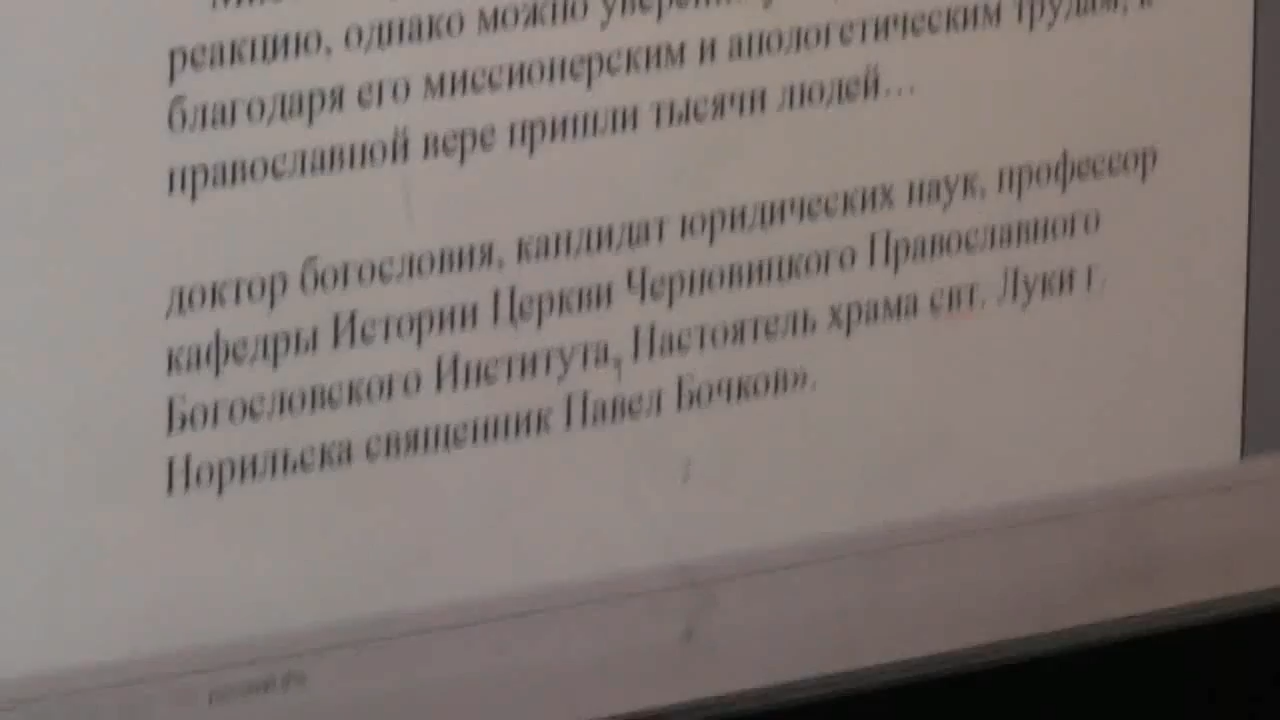 реакцию, однако можно
благодаря его миссионерским и апологетическим трудам, к
православной вере пришли тысячи людей...
доктор богословия, кандидат юридических наук, профессор
кафедры Истории Церкви Черновицкого Православного
Богословского Института, Настоятель храма свт. Луки г.
Норильска священник Павел Бочков».